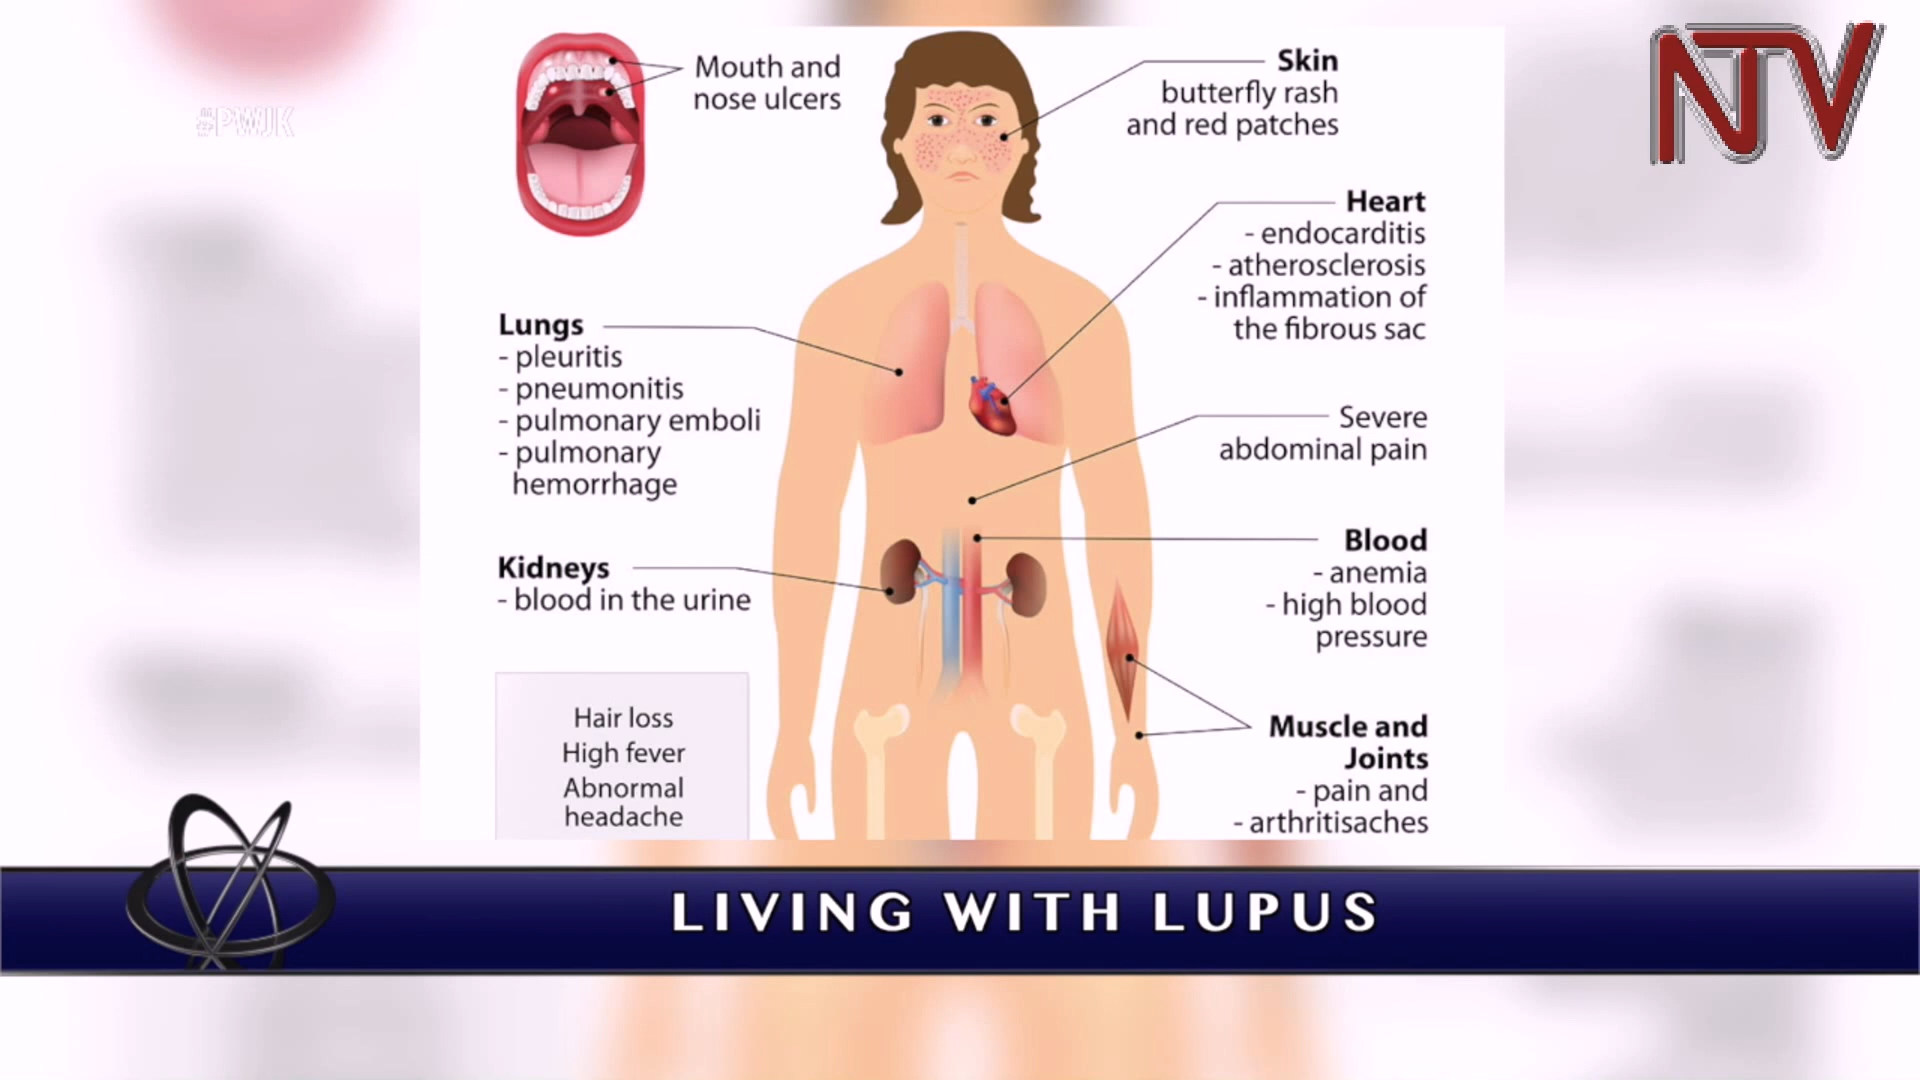 #PWJK
NTV
Mouth and
nose ulcers
Skin
butterfly rash
and red patches
Heart
- endocarditis
- atherosclerosis
- inflammation of
the fibrous sac
Lungs
- pleuritis
- pneumonitis
- pulmonary emboli
- pulmonary
hemorrhage
Severe
abdominal pain
Kidneys
- blood in the urine
Blood
- anemia
- high blood
pressure
Hair loss
High fever
Abnormal
headache
Muscle and
Joints
- pain and
- arthritisaches
LIVING WITH LUPUS